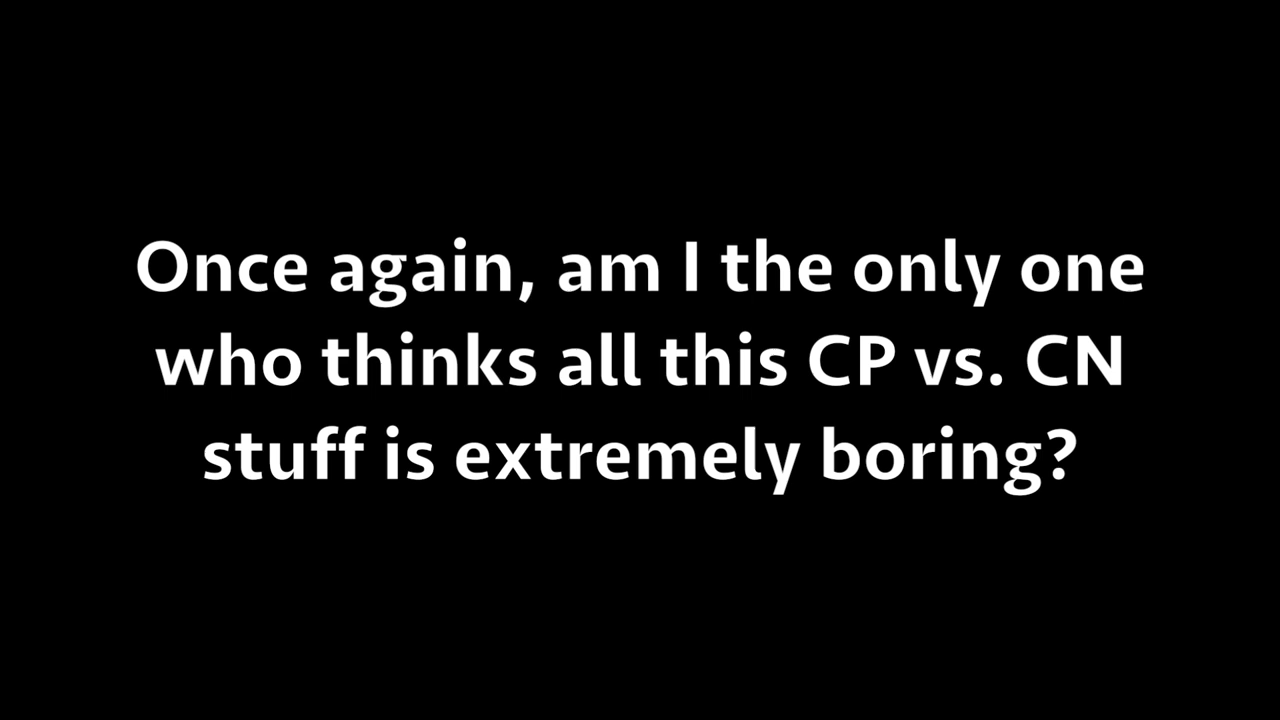 Once again, am I the only one
who thinks all this CP vs. CN
stuff is extremely boring?